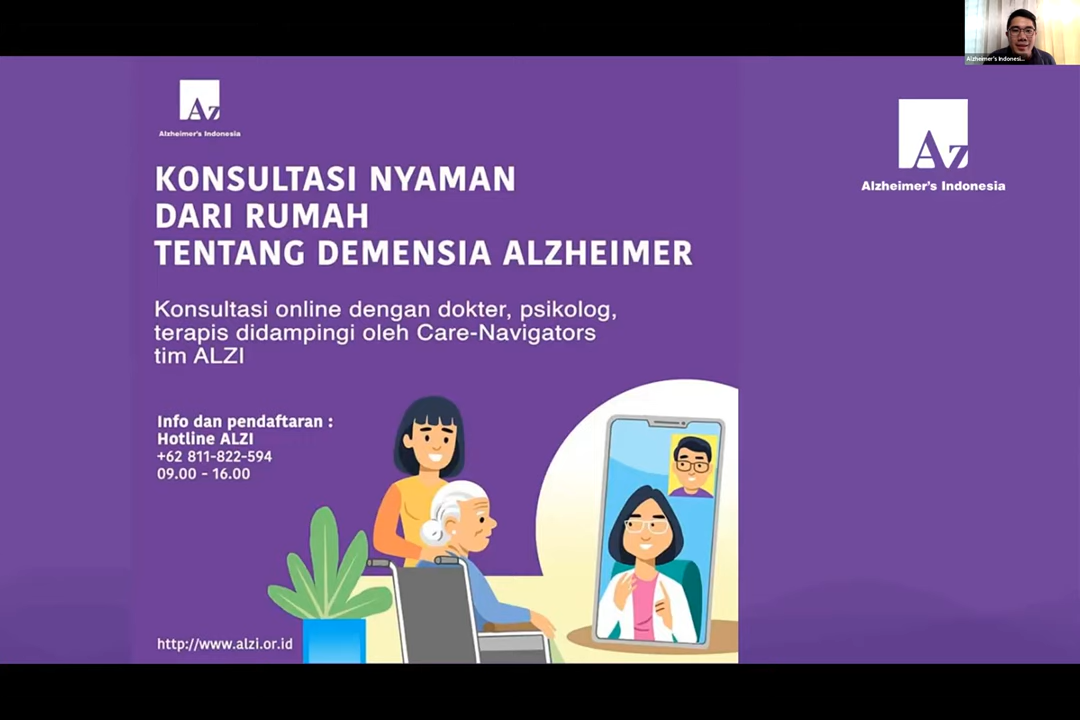 Alzheimer's Indonesi...
Az
Alzheimer's Indonesia
KONSULTASI NYAMAN
DARI RUMAH
TENTANG DEMENSIA ALZHEIMER
Konsultasi online dengan dokter, psikolog,
terapis didampingi oleh Care-Navigators
tim ALZI
Info dan pendaftaran :
Hotline ALZI
+62 811-822-594
09.00 - 16.00
http://www.alzi.or.id
Az
Alzheimer's Indonesia